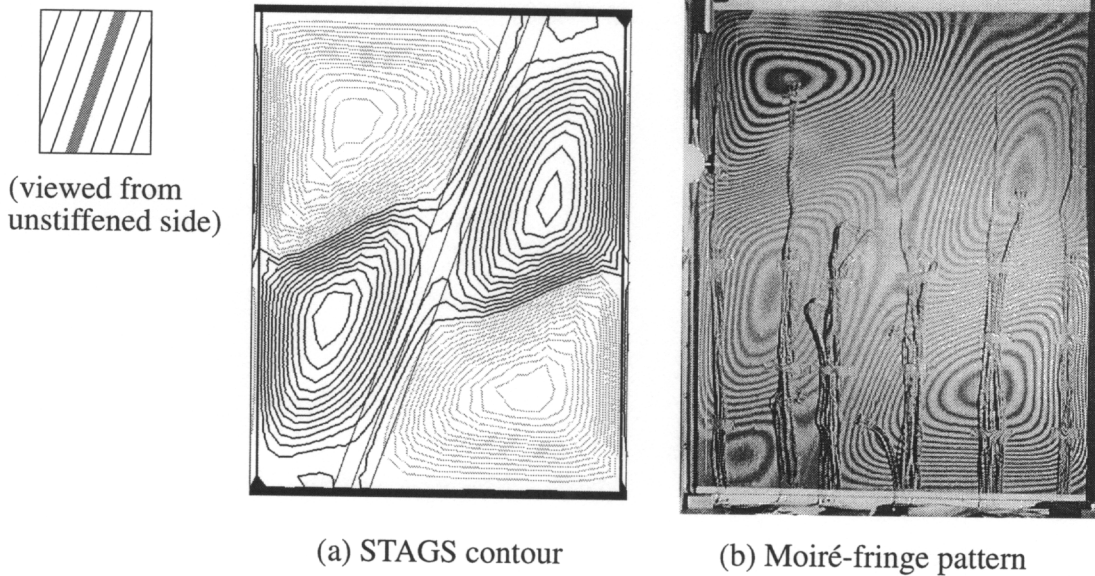 (viewed from
unstiffened side)
(a) STAGS contour
(b) Moiré-fringe pattern